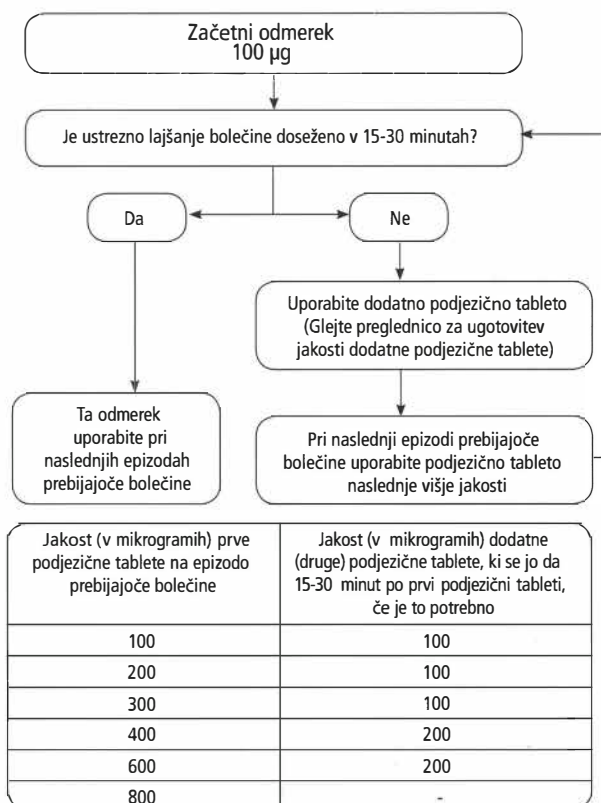 Začetni odmerek
100 µg
Je ustrezno lajšanje bolečine doseženo v 15-30 minutah?
Da
Ne
Uporabite dodatno podjezično tableto
(Glejte preglednico za ugotovitev
jakosti dodatne podjezične tablete)
Ta odmerek
uporabite pri
naslednjih epizodah
prebijajoče bolečine
Pri naslednji epizodi prebijajoče
bolečine uporabite podjezično tableto
naslednje višje jakosti
Jakost (v mikrogramih) prve
podjezične tablete na epizodo
prebijajoče bolečine
Jakost (v mikrogramih) dodatne
(druge) podjezične tablete, ki se jo da
15-30 minut po prvi podjezični tableti,
če je to potrebno
100 100
200 100
300 100
400 200
600 200
800 -